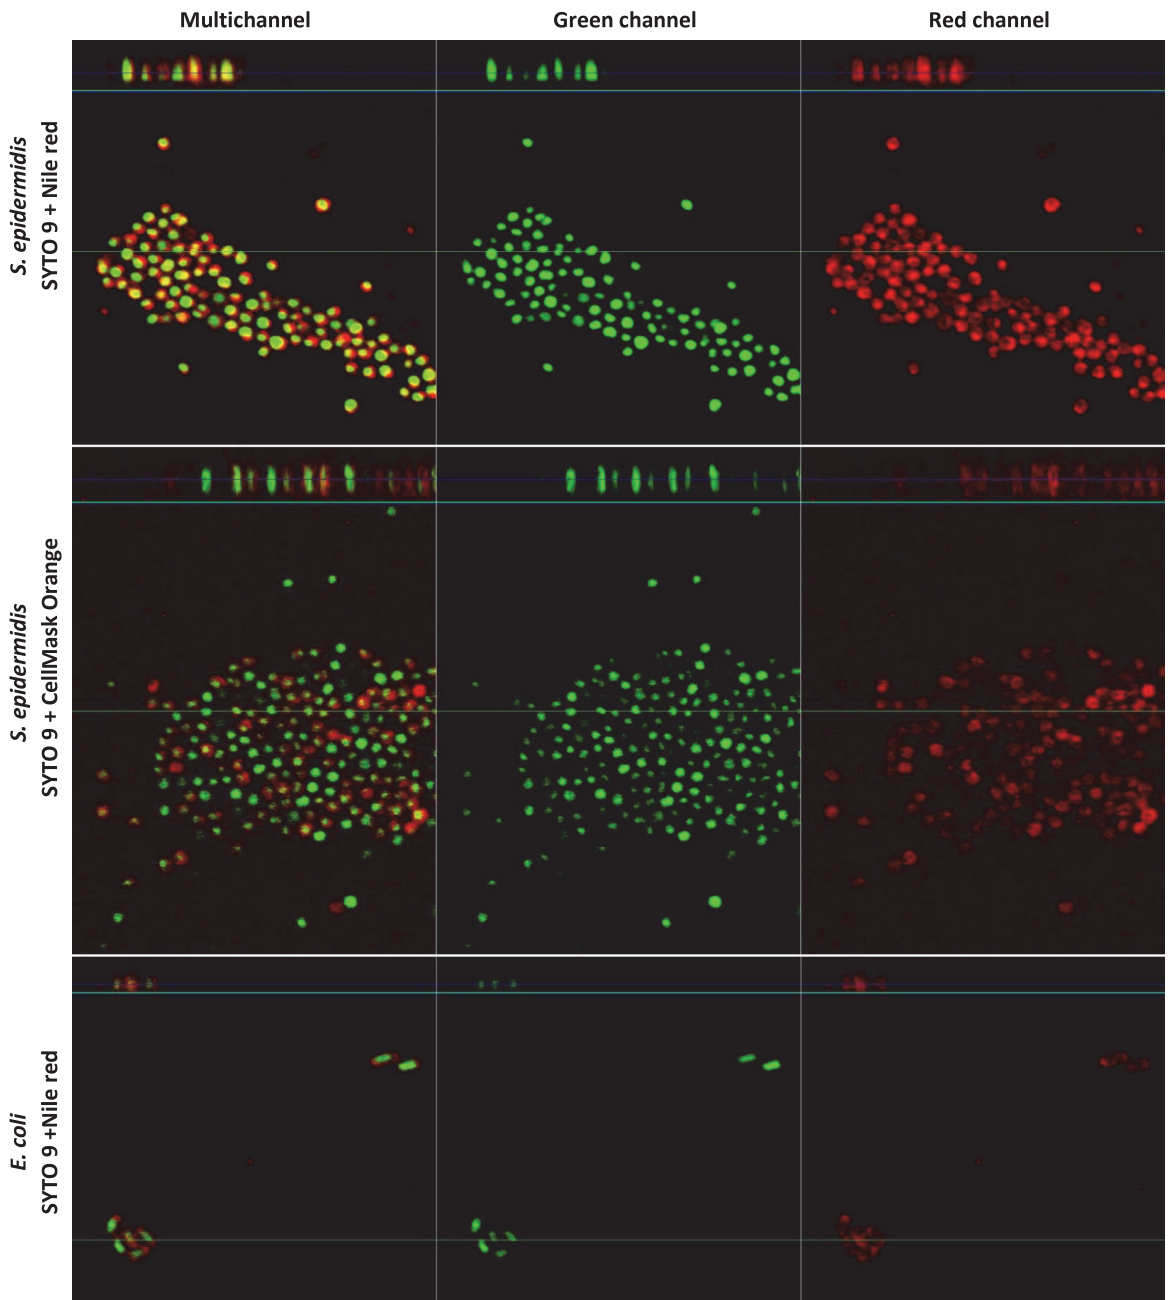 Multichannel
Green channel
Red channel
S. epidermidis
SYTO 9 + Nile red
S. epidermidis
SYTO 9 + CellMask Orange
E. coli
SYTO 9 +Nile red